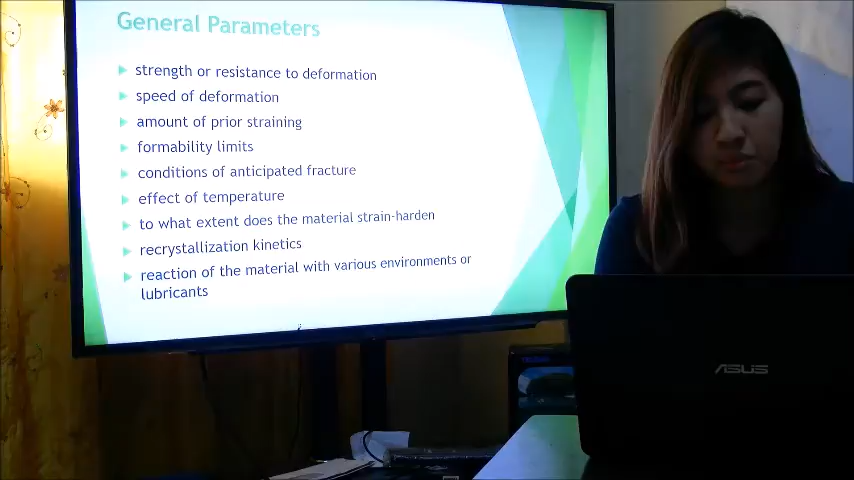 General Parameters
strength or resistance to deformation
speed of deformation
amount of prior straining
formability limits
conditions of anticipated fracture
effect of temperature
to what extent does the material strain-harden
recrystallization kinetics
reaction of the material with various environments or
lubricants
ASUS